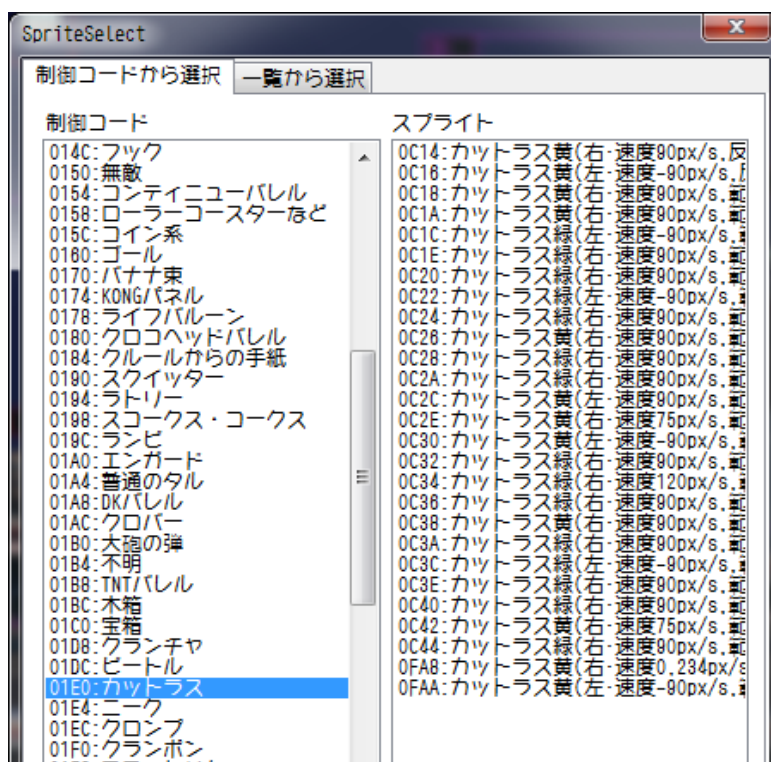 SpriteSelect
制御コードから選択
一覧から選択
制御コード
014C:フック
0150:無敵
0154:コンティニューバレル
0158:ローラーコースターなど
015C:コイン系
0160:ゴール
0170:バナナ束
0174:KONGパネル
0178:ライフバルーン
0180:クロコヘッドバレル
0184:クルールからの手紙
0190:スクイッター
0194:ラトリー
0198:スコークス・コークス
019C:ランビ
01A0:エンガード
01A4:普通のタル
01A8:DKバレル
01AC:クロバー
01B0:大砲の弾
01B4:不明
01B8:TNTバレル
01BC:木箱
01C0:宝箱
01D8:クランチャ
01DC:ビートル
01E0:カットラス
01E4:ニーク
01EC:クロンプ
01F0:クランポン
スプライト
0C14:カットラス黄(右・速度90px/s.反
0C16:カットラス黄(左・速度-90px/s.
0C18:カットラス黄(右・速度90px/s.
0C1A:カットラス黄(右・速度90px/s.
0C1C:カットラス緑(左・速度-90px/s.
0C1E:カットラス緑(右・速度90px/s.
0C20:カットラス緑(右・速度90px/s.
0C22:カットラス緑(左・速度-90px/s.
0C24:カットラス緑(右・速度90px/s.
0C26:カットラス黄(右・速度90px/s.
0C28:カットラス緑(右・速度90px/s.
0C2A:カットラス緑(右・速度90px/s.
0C2C:カットラス黄(右・速度90px/s.
0C2E:カットラス黄(右・速度75px/s.
0C30:カットラス黄(左・速度-90px/s.
0C32:カットラス緑(右・速度90px/s.
0C34:カットラス緑(右・速度120px/s.
0C36:カットラス緑(右・速度90px/s.
0C38:カットラス黄(右・速度90px/s.
0C3A:カットラス緑(右・速度90px/s.
0C3C:カットラス緑(左・速度-90px/s.
0C3E:カットラス緑(右・速度90px/s.
0C40:カットラス緑(右・速度90px/s.
0C42:カットラス黄(右・速度75px/s.
0C44:カットラス緑(右・速度90px/s.
0FA8:カットラス黄(右・速度0.234px/s
0FAA:カットラス黄(左・速度-90px/s.